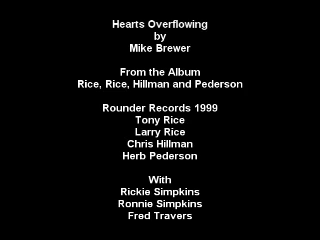 Hearts Overflowing
by
Mike Brewer
From the Album
Rice, Rice, Hillman and Pederson
Rounder Records 1999
Tony Rice
Larry Rice
Chris Hillman
Herb Pederson
With
Rickie Simpkins
Ronnie Simpkins
Fred Travers